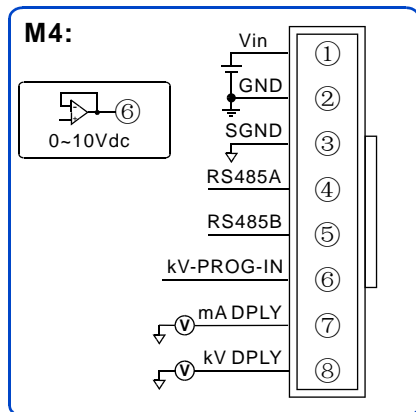 M4:
⑥
0~10Vdc
Vin ①
GND ②
SGND ③
RS485A ④
RS485B ⑤
kV-PROG-IN ⑥
V mA DPLY ⑦
V kV DPLY ⑧